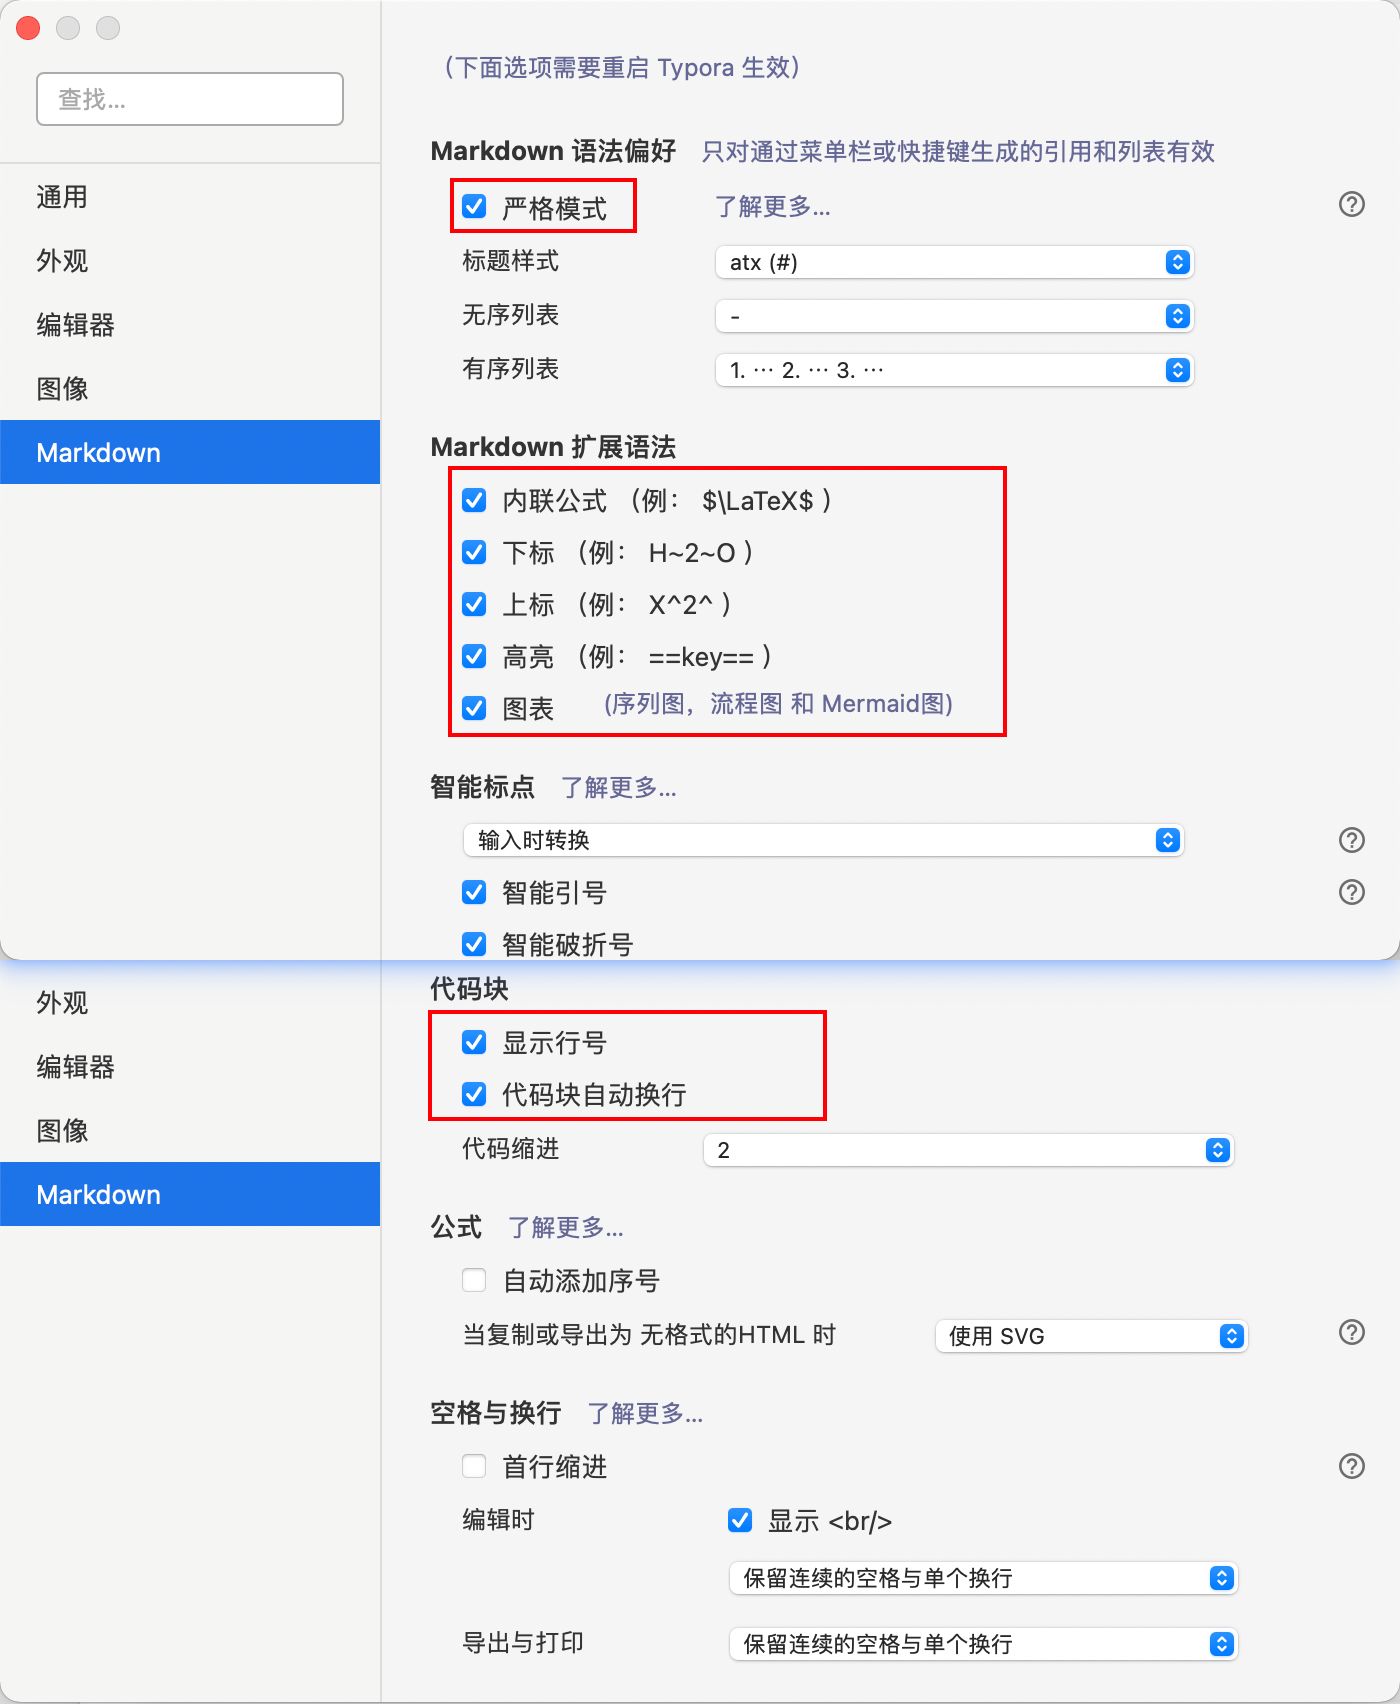 查找...
通用
外观
编辑器
图像
Markdown
（下面选项需要重启 Typora 生效）
Markdown 语法偏好 只对通过菜单栏或快捷键生成的引用和列表有效
严格模式 了解更多...
标题样式 atx (#)
无序列表 -
有序列表 1. ··· 2. ··· 3. ···
Markdown 扩展语法
内联公式 （例： $\LaTeX$ ）
下标 （例： H~2~O ）
上标 （例： X^2^ ）
高亮 （例： ==key== ）
图表 (序列图，流程图 和 Mermaid图)
智能标点 了解更多...
输入时转换
智能引号
智能破折号
外观
编辑器
图像
Markdown
代码块
显示行号
代码块自动换行
代码缩进 2
公式 了解更多...
自动添加序号
当复制或导出为 无格式的HTML 时 使用 SVG
空格与换行 了解更多...
首行缩进
编辑时 显示 <br/>
保留连续的空格与单个换行
导出与打印 保留连续的空格与单个换行